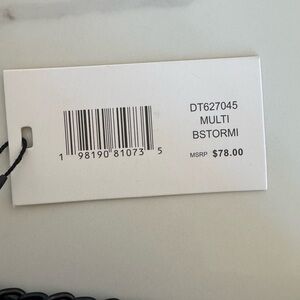 DT627045
MULTI
BSTORMI
MSRP $78.00
1 98190 81073 5